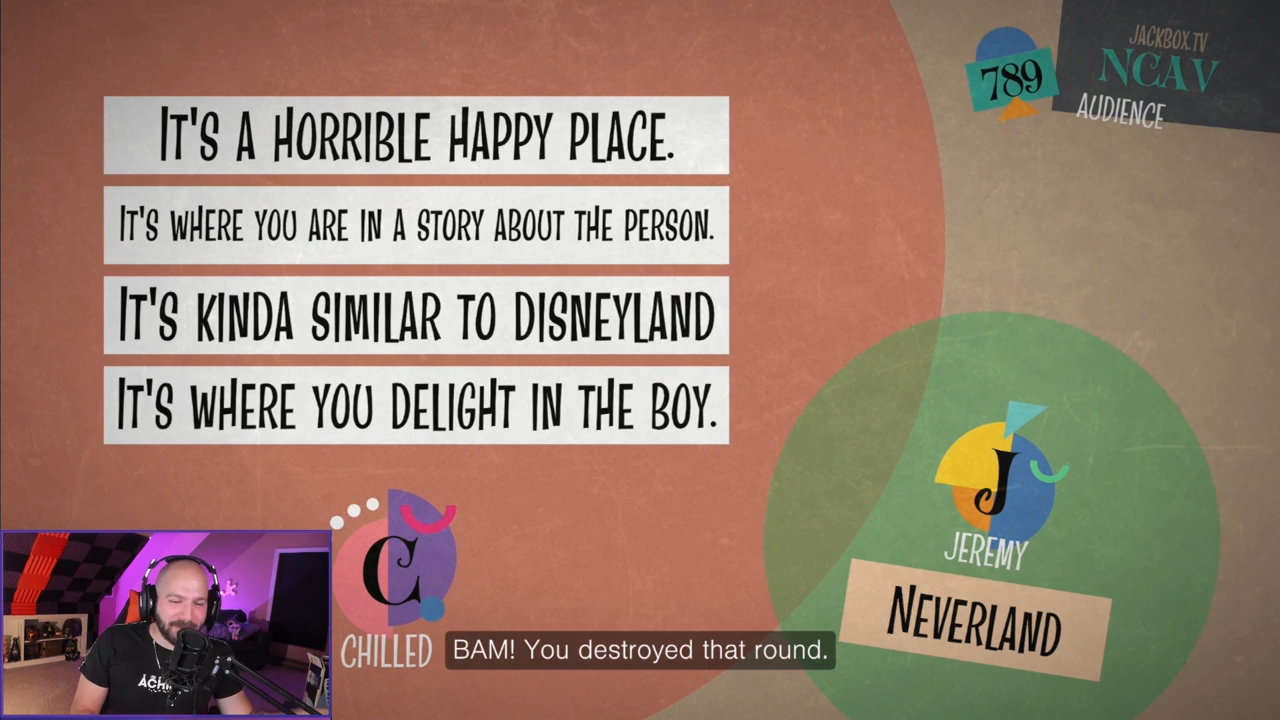 JACKBOX.TV
789
NCAV
AUDIENCE
IT'S A HORRIBLE HAPPY PLACE.
IT'S WHERE YOU ARE IN A STORY ABOUT THE PERSON.
IT'S KINDA SIMILAR TO DISNEYLAND
IT'S WHERE YOU DELIGHT IN THE BOY.
J
JEREMY
NEVERLAND
C
CHILLED
BAM! You destroyed that round.